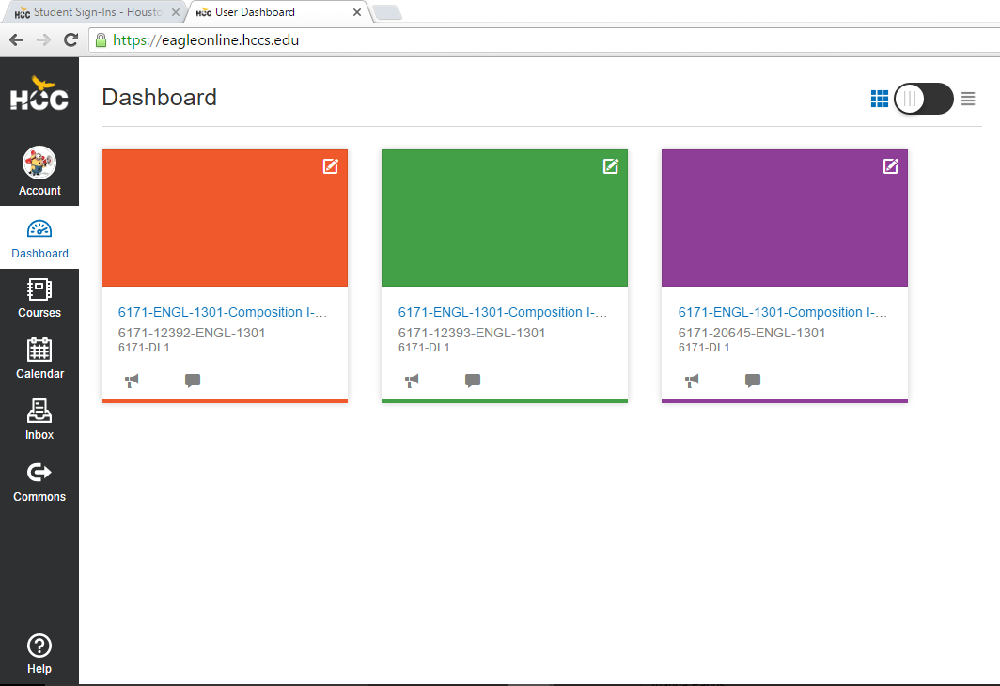 HCC Student Sign-Ins - Housto
HCC User Dashboard
https://eagleonline.hccs.edu
HCC
Dashboard
Account
Dashboard
Courses
Calendar
Inbox
Commons
Help
6171-ENGL-1301-Composition I-...
6171-12392-ENGL-1301
6171-DL1
6171-ENGL-1301-Composition I-...
6171-12393-ENGL-1301
6171-DL1
6171-ENGL-1301-Composition I-...
6171-20645-ENGL-1301
6171-DL1